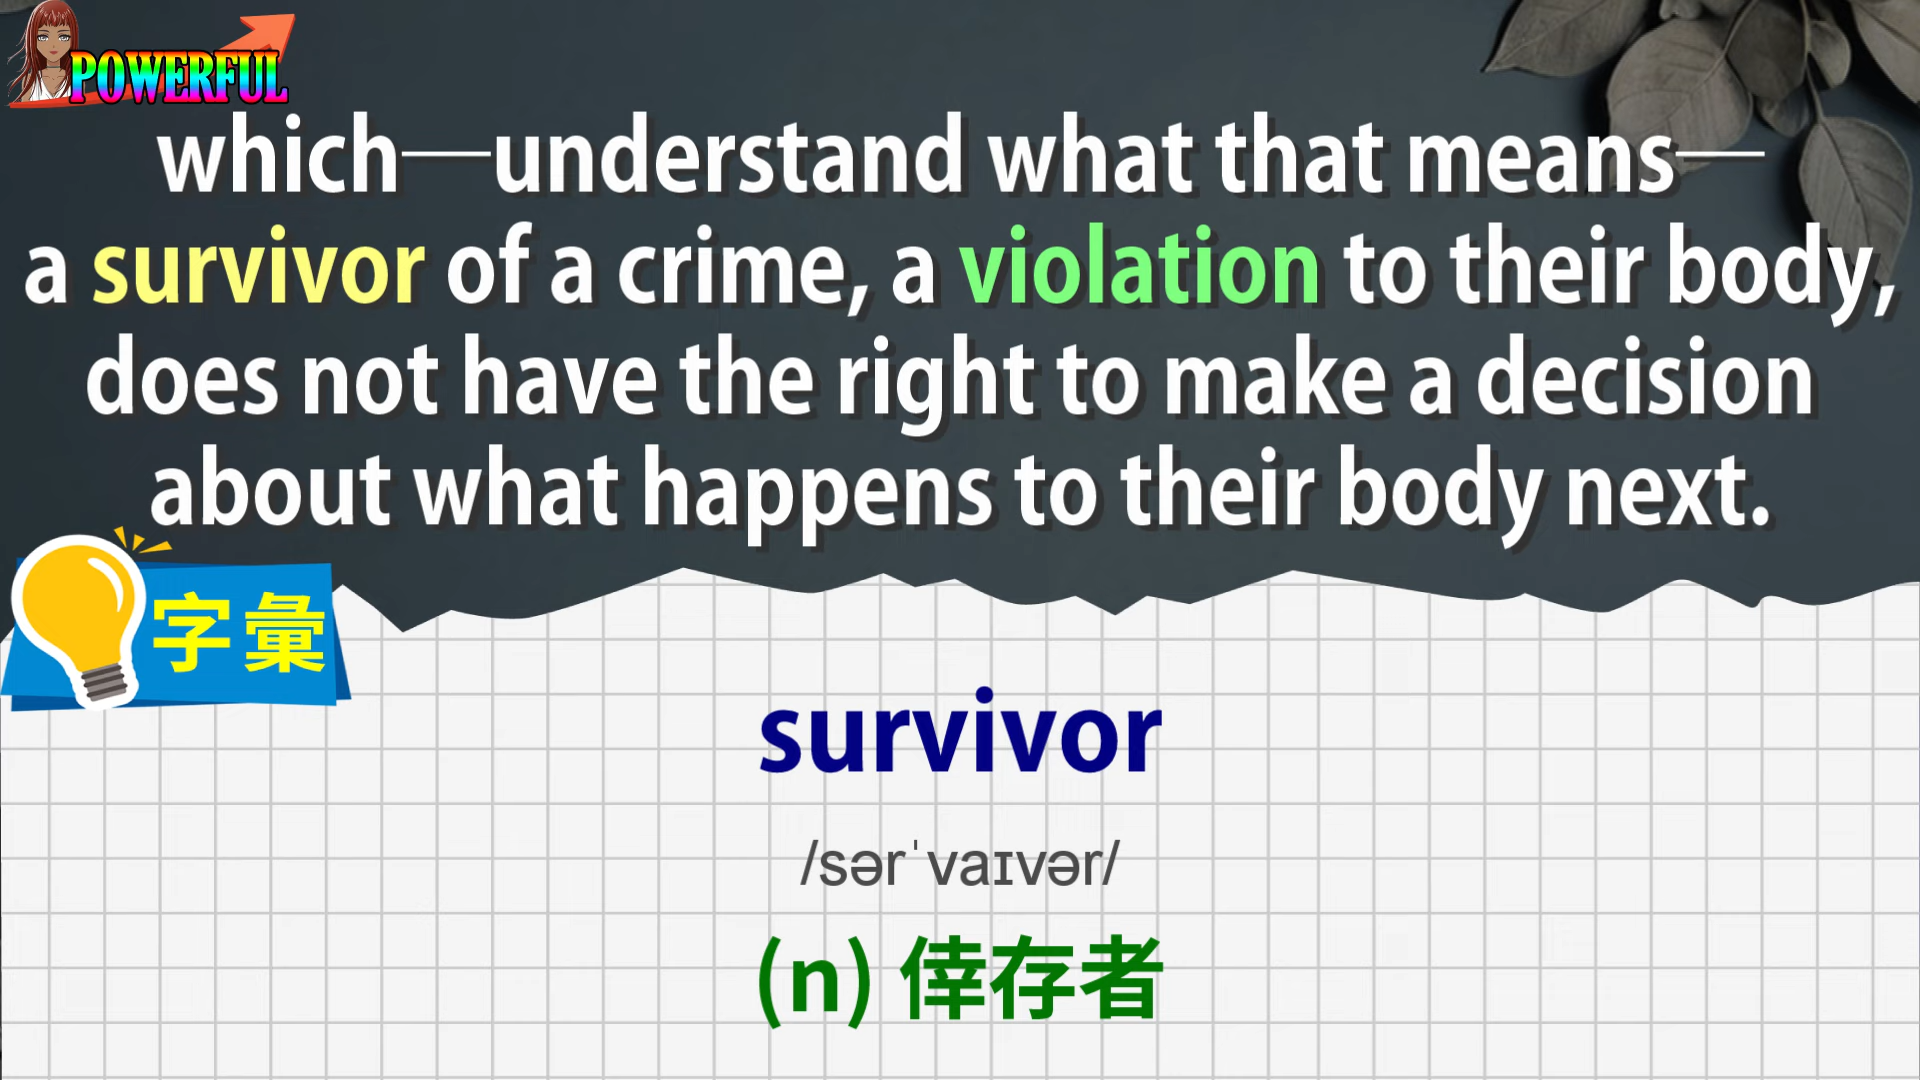 POWERFUL
which—understand what that means—
a survivor of a crime, a violation to their body,
does not have the right to make a decision
about what happens to their body next.
字彙
survivor
/sərˈvaɪvər/
(n) 倖存者